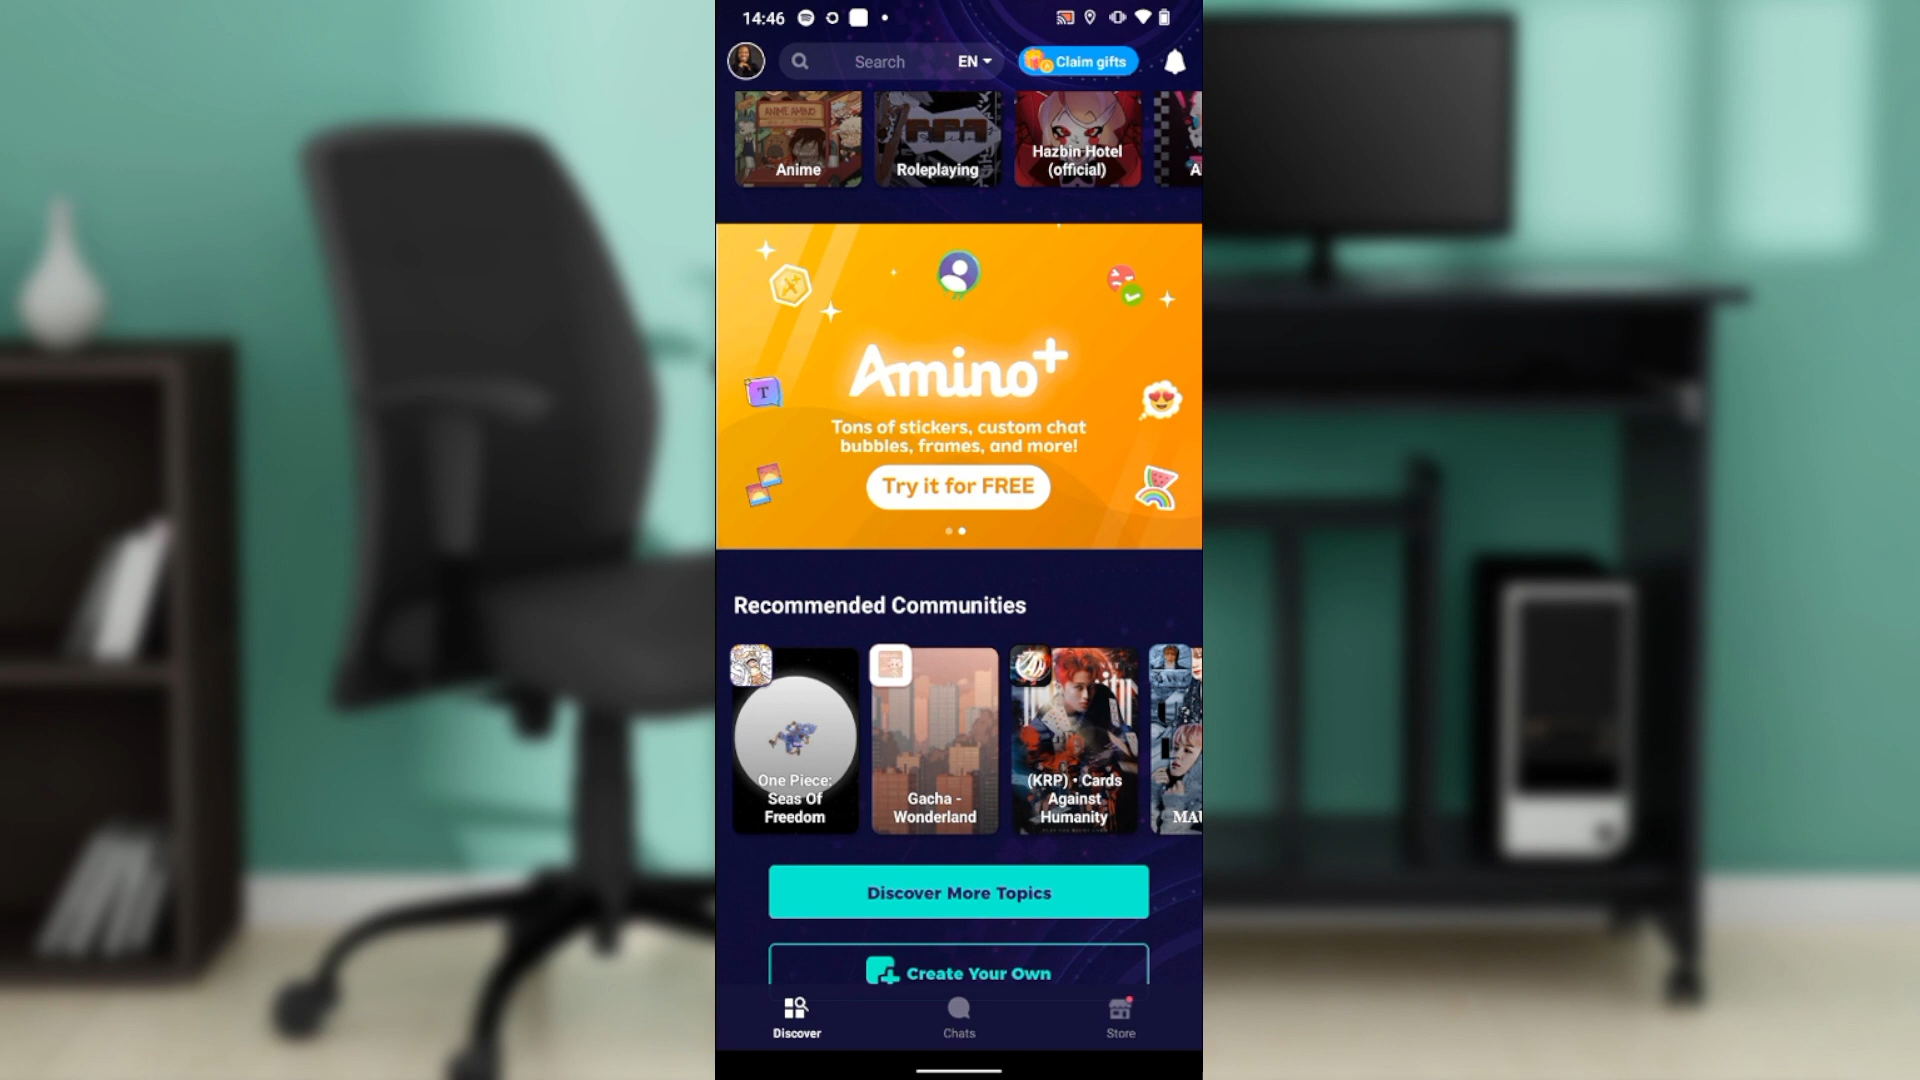 14:46
Search
EN
Claim gifts
ANIME AMINO
Anime
Roleplaying
Hazbin Hotel
(official)
A
Amino+
T
Tons of stickers, custom chat
bubbles, frames, and more!
Try it for FREE
Recommended Communities
One Piece:
Seas Of
Freedom
Gacha -
Wonderland
(KRP) • Cards
Against
Humanity
MAU
Discover More Topics
Create Your Own
Discover
Chats
Store